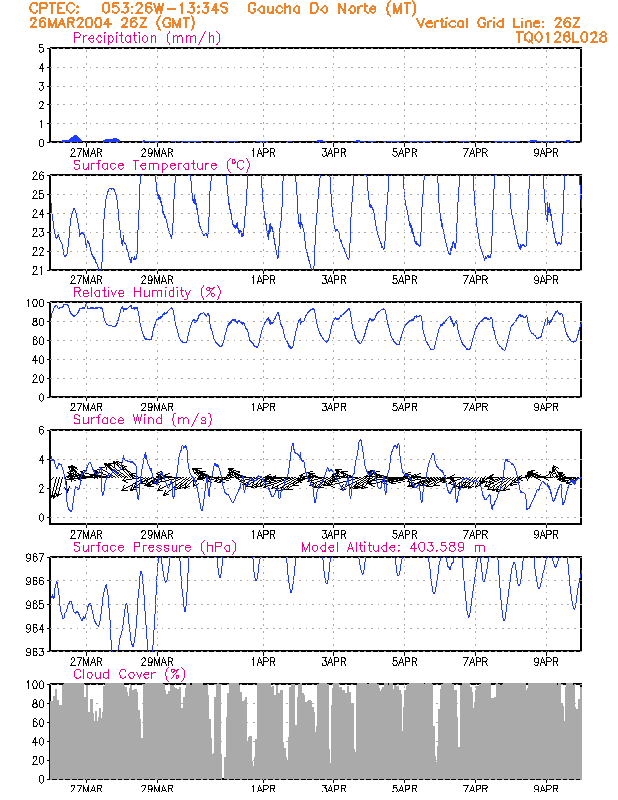 CPTEC: 053:26W-13:34S Gaucha Do Norte (MT)
26MAR2004 26Z (GMT) Vertical Grid Line: 26Z
Precipitation (mm/h) TQ0126L028
5
4
3
2
1
0
27MAR 29MAR 1APR 3APR 5APR 7APR 9APR
Surface Temperature (ºC)
26
25
24
23
22
21
27MAR 29MAR 1APR 3APR 5APR 7APR 9APR
Relative Humidity (%)
100
80
60
40
20
0
27MAR 29MAR 1APR 3APR 5APR 7APR 9APR
Surface Wind (m/s)
6
4
2
0
27MAR 29MAR 1APR 3APR 5APR 7APR 9APR
Surface Pressure (hPa) Model Altitude: 403.589 m
967
966
965
964
963
27MAR 29MAR 1APR 3APR 5APR 7APR 9APR
Cloud Cover (%)
100
80
60
40
20
0
27MAR 29MAR 1APR 3APR 5APR 7APR 9APR